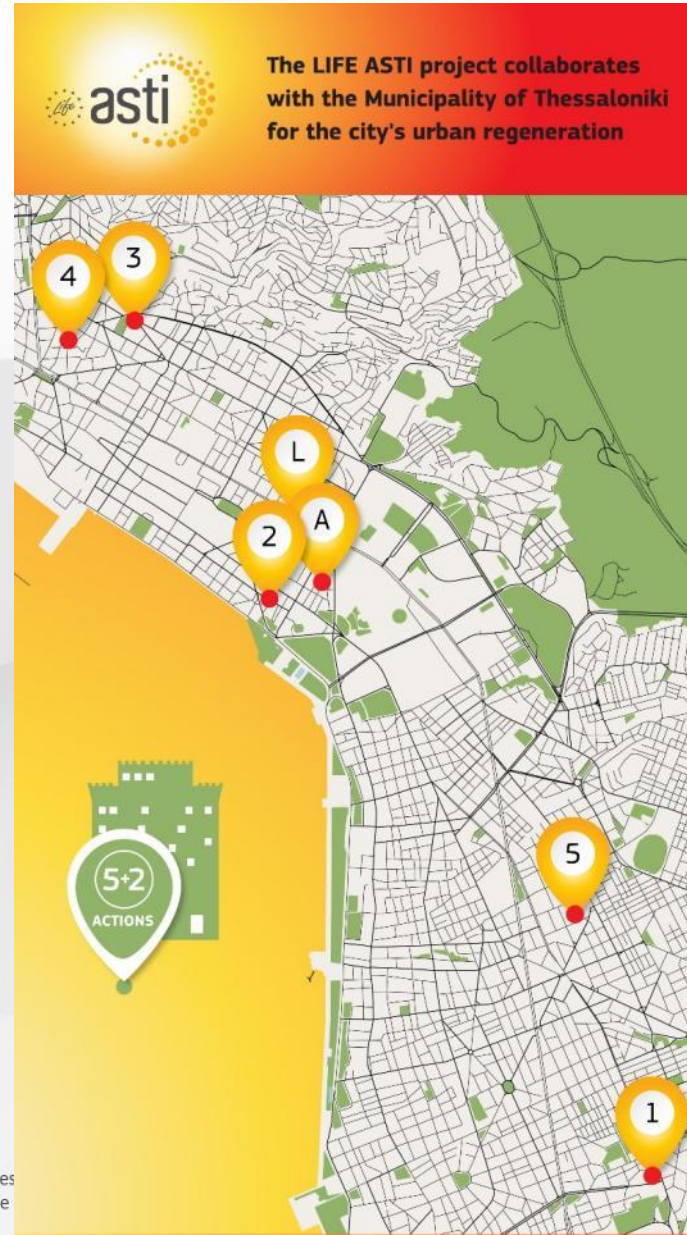 Life asti
The LIFE ASTI project collaborates
with the Municipality of Thessaloniki
for the city's urban regeneration
4
3
L
2
A
5+2
ACTIONS
5
1
es
e